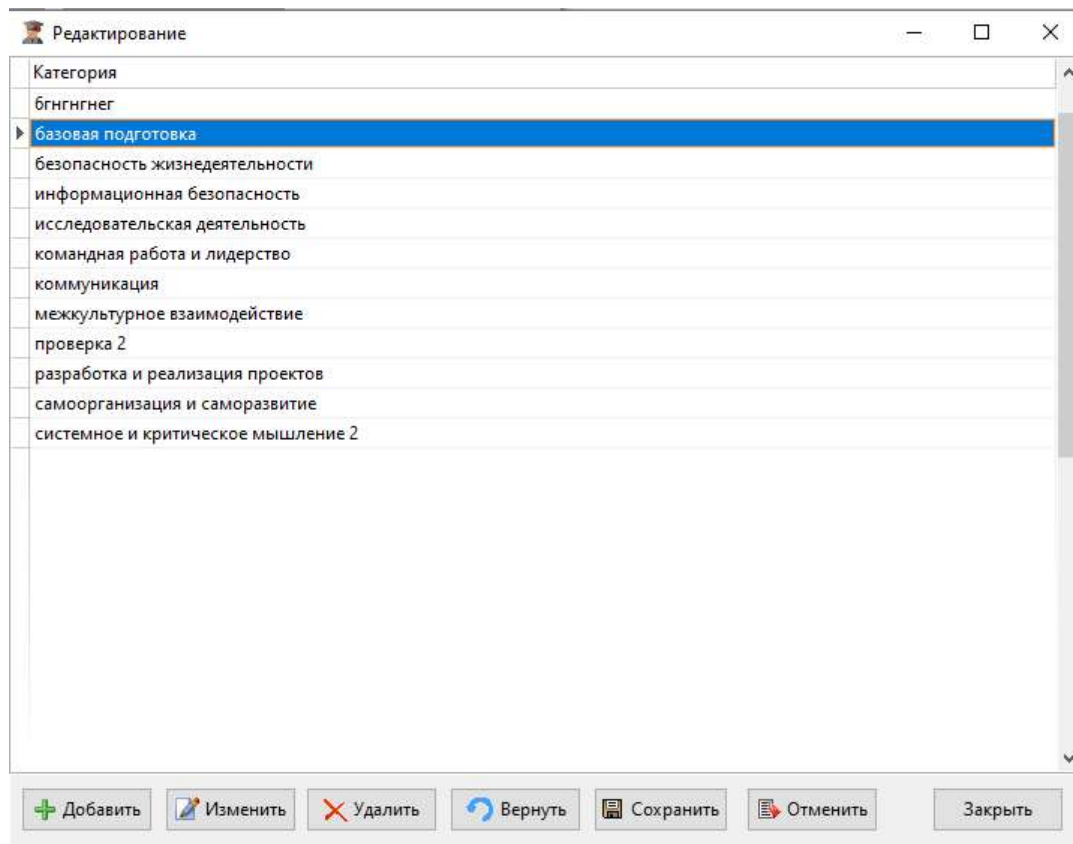 Редактирование
Категория
бгнгнгнег
базовая подготовка
безопасность жизнедеятельности
информационная безопасность
исследовательская деятельность
командная работа и лидерство
коммуникация
межкультурное взаимодействие
проверка 2
разработка и реализация проектов
самоорганизация и саморазвитие
системное и критическое мышление 2
Добавить Изменить Удалить Вернуть Сохранить Отменить Закрыть